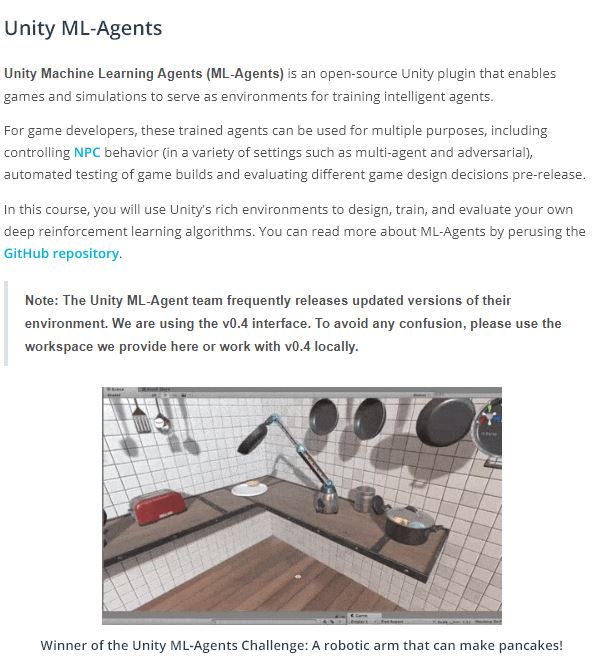 Unity ML-Agents
Unity Machine Learning Agents (ML-Agents) is an open-source Unity plugin that enables
games and simulations to serve as environments for training intelligent agents.
For game developers, these trained agents can be used for multiple purposes, including
controlling NPC behavior (in a variety of settings such as multi-agent and adversarial),
automated testing of game builds and evaluating different game design decisions pre-release.
In this course, you will use Unity's rich environments to design, train, and evaluate your own
deep reinforcement learning algorithms. You can read more about ML-Agents by perusing the
GitHub repository.
Note: The Unity ML-Agent team frequently releases updated versions of their
environment. We are using the v0.4 interface. To avoid any confusion, please use the
workspace we provide here or work with v0.4 locally.
Winner of the Unity ML-Agents Challenge: A robotic arm that can make pancakes!